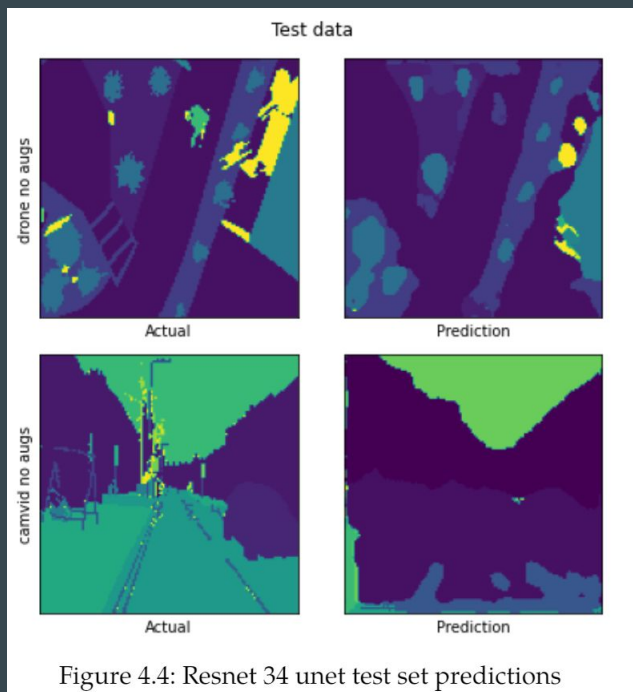 Test data
drone no augs
Actual
Prediction
camvid no augs
Actual
Prediction
Figure 4.4: Resnet 34 unet test set predictions